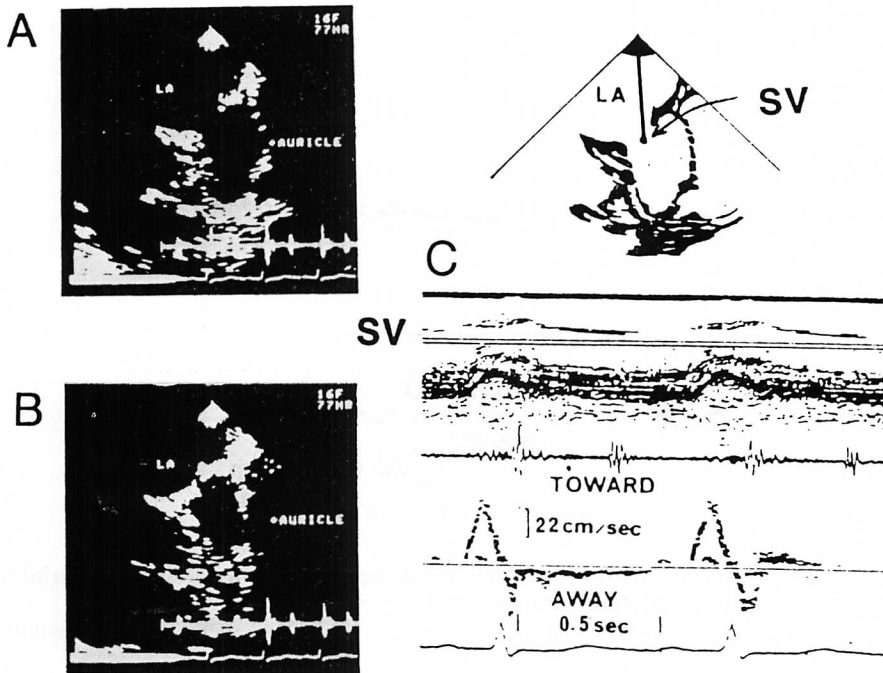 A
16F
77HR
LA
◇AURICLE
LA
SV
B
16F
77HR
LA
◇AURICLE
C
SV
TOWARD
22cm/sec
AWAY
0.5sec